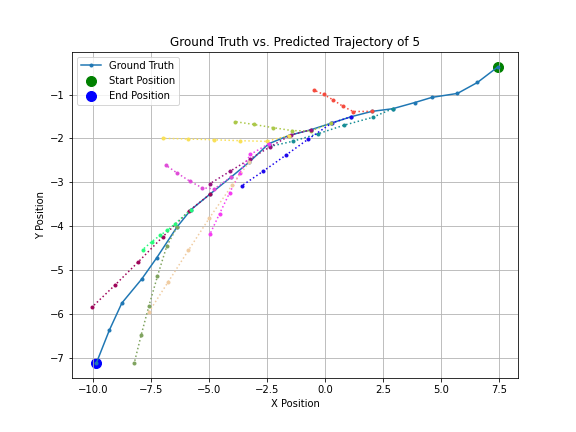 Ground Truth vs. Predicted Trajectory of 5
Ground Truth
Start Position
End Position
−1
−2
−3
−4
−5
−6
−7
Y Position
−10.0 −7.5 −5.0 −2.5 0.0 2.5 5.0 7.5
X Position